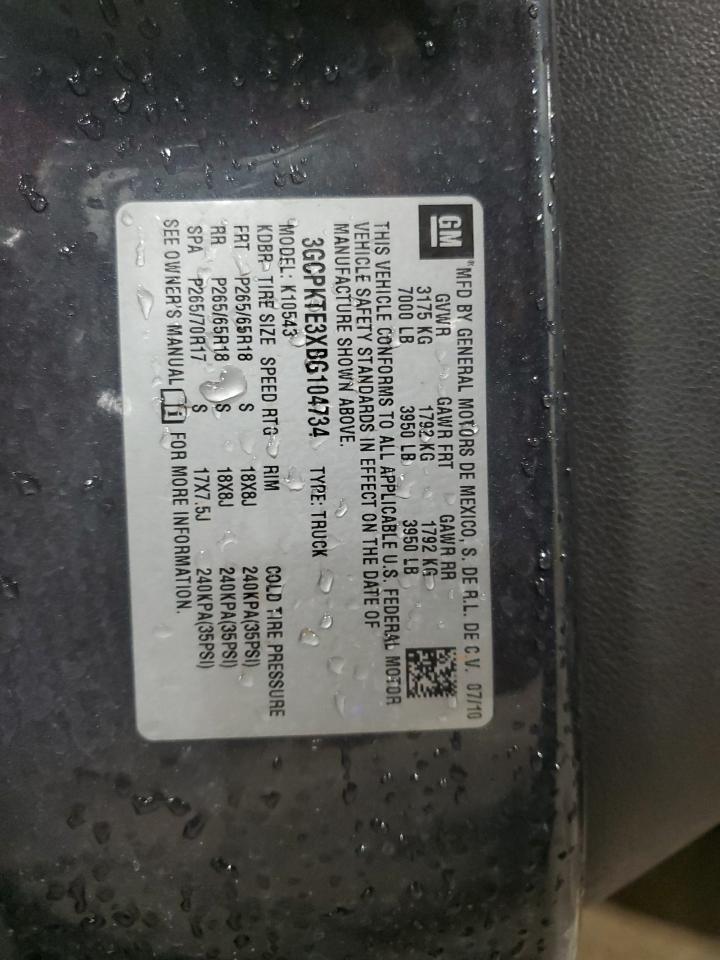 GM
® MFD BY GENERAL MOTORS DE MEXICO, S. DE R.L. DE C.V. 07/10
GVWR GAWR FRT GAWR RR
3175 KG 1792 KG 1792 KG
7000 LB 3950 LB 3950 LB
THIS VEHICLE CONFORMS TO ALL APPLICABLE U.S. FEDERAL MOTOR
VEHICLE SAFETY STANDARDS IN EFFECT ON THE DATE OF
MANUFACTURE SHOWN ABOVE.
3GCPKTE3XBG104734 TYPE: TRUCK
MODEL: K10543
KDBR TIRE SIZE SPEED RTG RIM COLD TIRE PRESSURE
FRT P265/65R18 S 18X8J 240KPA(35PSI)
RR P265/65R18 S 18X8J 240KPA(35PSI)
SPA P265/70R17 S 17X7.5J 240KPA(35PSI)
SEE OWNER'S MANUAL i FOR MORE INFORMATION.